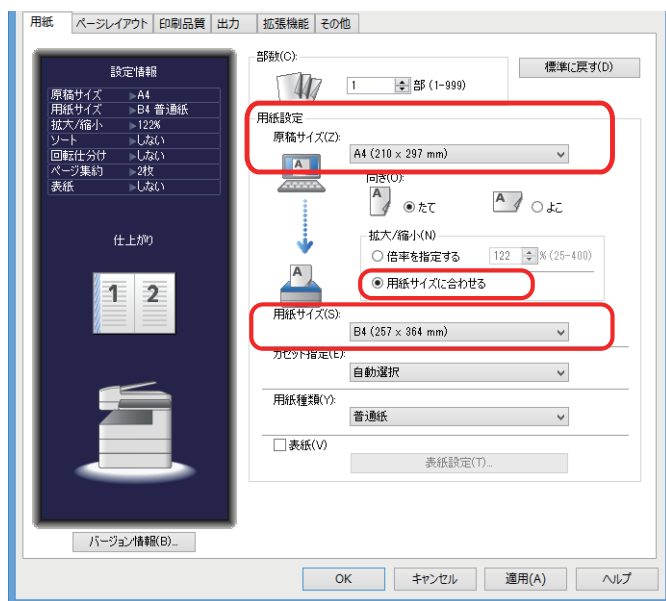 用紙 ページレイアウト 印刷品質 出力 拡張機能 その他
設定情報
原稿サイズ ▶A4
用紙サイズ ▶B4 普通紙
拡大/縮小 ▶122%
ソート ▶しない
回転仕分け ▶しない
ページ集約 ▶2枚
表紙 ▶しない
仕上がり
1 2
バージョン情報(B)...
部数(C):
1 部 (1-999)
標準に戻す(D)
用紙設定
原稿サイズ(Z):
A4 (210 x 297 mm)
向き(O):
A たて
A よこ
拡大/縮小(N)
倍率を指定する 122 % (25-400)
用紙サイズに合わせる
A
A
用紙サイズ(S):
B4 (257 x 364 mm)
カセット指定(E):
自動選択
用紙種類(Y):
普通紙
表紙(V)
表紙設定(T)...
OK キャンセル 適用(A) ヘルプ